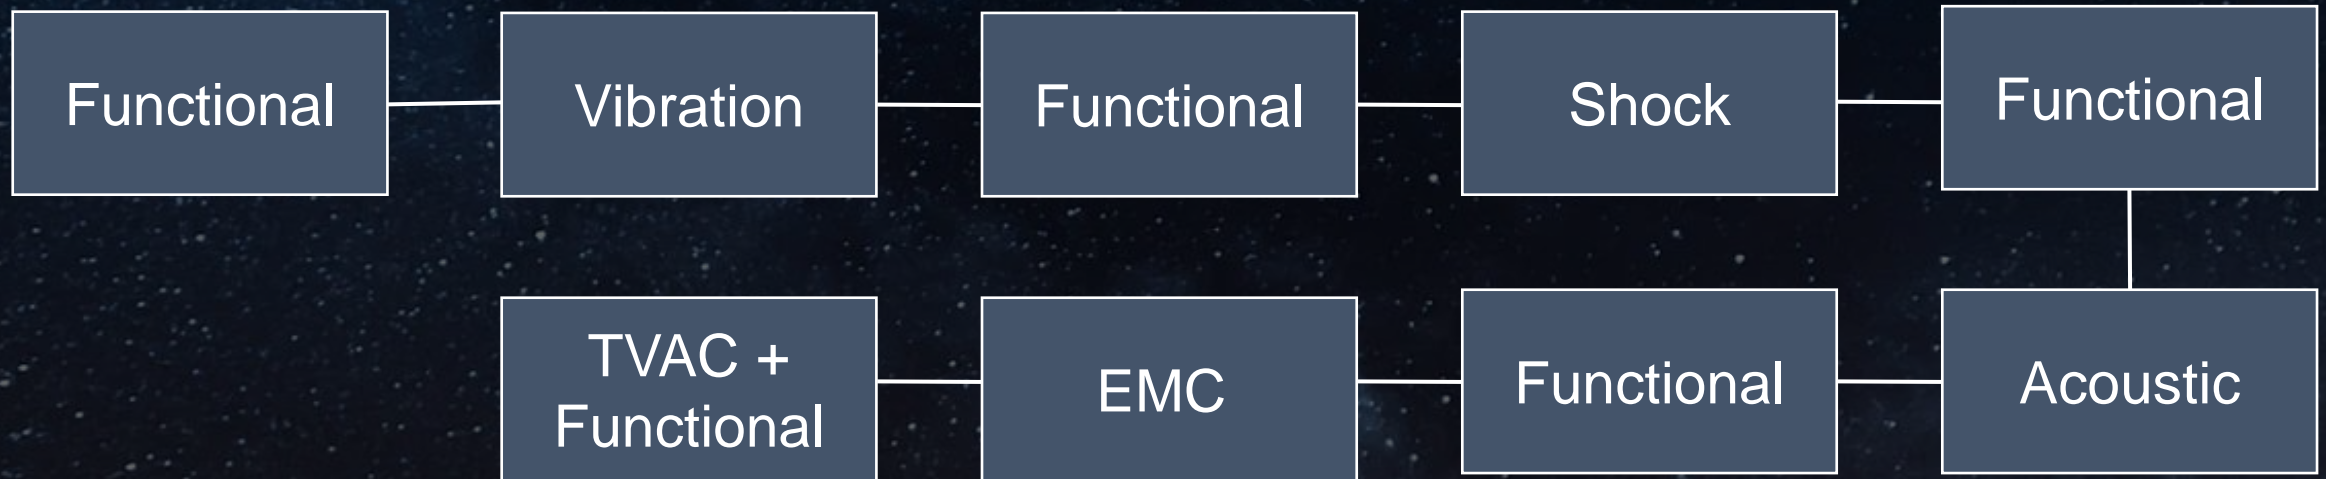 Functional
Vibration
Functional
Shock
Functional
TVAC +
Functional
EMC
Functional
Acoustic